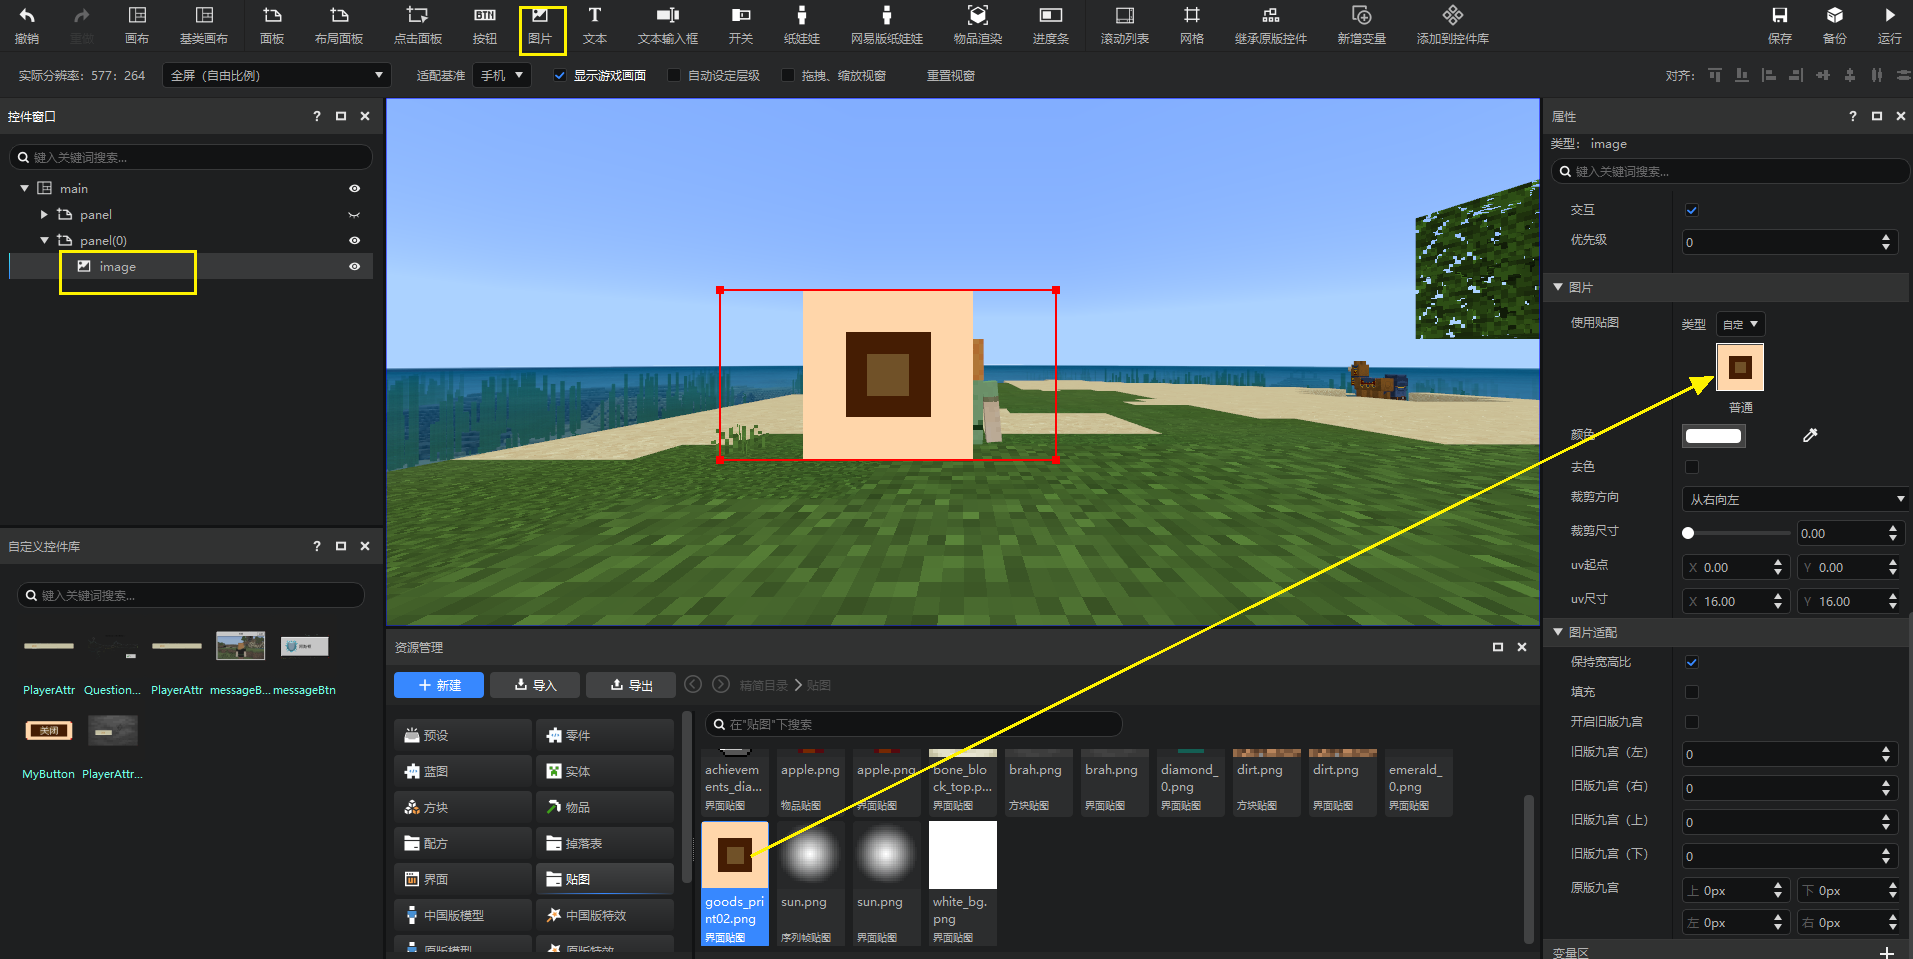 撤销
重做
画布
基类画布
面板
布局面板
点击面板
BTN
按钮
图片
文本
文本输入框
开关
纸娃娃
网易版纸娃娃
物品渲染
进度条
滚动列表
网格
继承原版控件
新增变量
添加到控件库
保存
备份
运行
实际分辨率：577：264
全屏（自由比例）
适配基准
手机
显示游戏画面
自动设定层级
拖拽、缩放视窗
重置视窗
对齐：
控件窗口
键入关键词搜索...
main
panel
panel(0)
image
自定义控件库
键入关键词搜索...
PlayerAttr
Question...
PlayerAttr
messageB...
messageBtn
关闭
MyButton
PlayerAttr...
资源管理
新建
导入
导出
精简目录
贴图
预设
零件
蓝图
实体
方块
物品
配方
掉落表
界面
贴图
中国版模型
中国版特效
原版模型
原版特效
在"贴图"下搜索
achievem
ents_dia...
界面贴图
apple.png
物品贴图
apple.png
界面贴图
bone_blo
ck_top.p...
界面贴图
brah.png
方块贴图
brah.png
界面贴图
diamond_
0.png
界面贴图
dirt.png
方块贴图
dirt.png
界面贴图
emerald_
0.png
界面贴图
goods_pri
nt02.png
界面贴图
sun.png
序列帧贴图
sun.png
界面贴图
white_bg.
png
界面贴图
属性
类型： image
键入关键词搜索...
交互
优先级
0
图片
使用贴图
类型
自定
普通
颜色
去色
裁剪方向
从右向左
裁剪尺寸
0.00
uv起点
X 0.00
Y 0.00
uv尺寸
X 16.00
Y 16.00
图片适配
保持宽高比
填充
开启旧版九宫
旧版九宫（左）
0
旧版九宫（右）
0
旧版九宫（上）
0
旧版九宫（下）
0
原版九宫
上 0px
下 0px
左 0px
右 0px
变量区